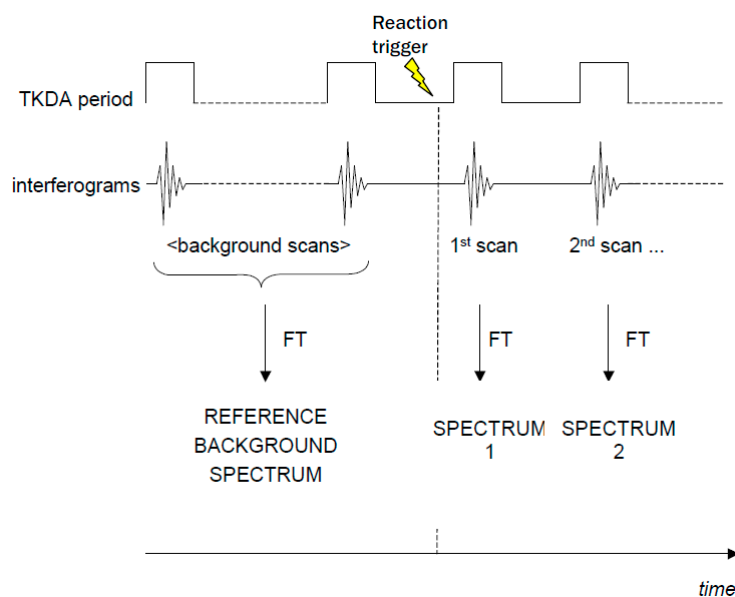 Reaction
trigger
TKDA period
interferograms
<background scans>
1st scan
2nd scan ...
FT
FT
FT
REFERENCE
BACKGROUND
SPECTRUM
SPECTRUM
1
SPECTRUM
2
time